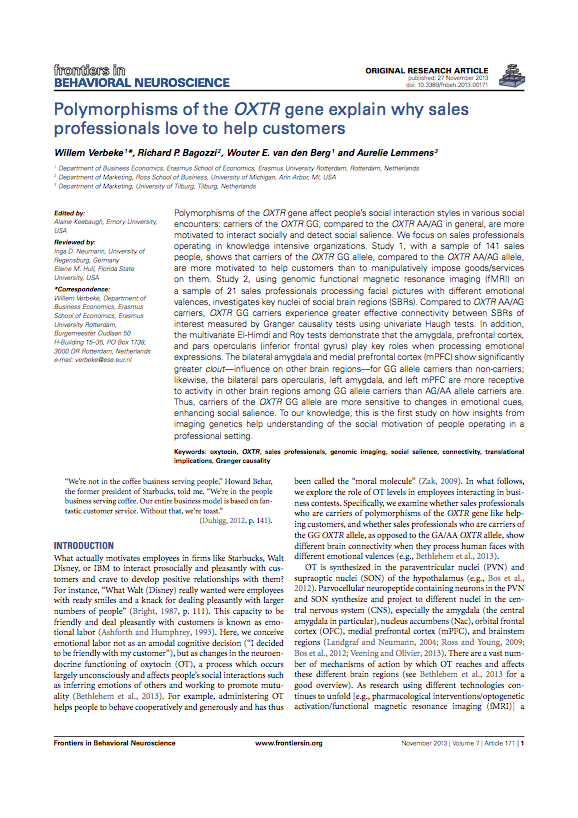 frontiers in
BEHAVIORAL NEUROSCIENCE
ORIGINAL RESEARCH ARTICLE
published: 27 November 2013
doi: 10.3389/fnbeh.2013.00171
Polymorphisms of the OXTR gene explain why sales
professionals love to help customers
Willem Verbeke1*, Richard P. Bagozzi2, Wouter E. van den Berg1 and Aurelie Lemmens3
1 Department of Business Economics, Erasmus School of Economics, Erasmus University Rotterdam, Rotterdam, Netherlands
2 Department of Marketing, Ross School of Business, University of Michigan, Ann Arbor, MI, USA
3 Department of Marketing, University of Tilburg, Tilburg, Netherlands
Edited by:
Alaine Keebaugh, Emory University,
USA
Reviewed by:
Inga D. Neumann, University of
Regensburg, Germany
Elaine M. Hull, Florida State
University, USA
*Correspondence:
Willem Verbeke, Department of
Business Economics, Erasmus
School of Economics, Erasmus
University Rotterdam,
Burgemeester Oudlaan 50
H-Building 15–35, PO Box 1738,
3000 DR Rotterdam, Netherlands
e-mail: verbeke@ese.eur.nl
Polymorphisms of the OXTR gene affect people's social interaction styles in various social
encounters: carriers of the OXTR GG, compared to the OXTR AA/AG in general, are more
motivated to interact socially and detect social salience. We focus on sales professionals
operating in knowledge intensive organizations. Study 1, with a sample of 141 sales
people, shows that carriers of the OXTR GG allele, compared to the OXTR AA/AG allele,
are more motivated to help customers than to manipulatively impose goods/services
on them. Study 2, using genomic functional magnetic resonance imaging (fMRI) on
a sample of 21 sales professionals processing facial pictures with different emotional
valences, investigates key nuclei of social brain regions (SBRs). Compared to OXTR AA/AG
carriers, OXTR GG carriers experience greater effective connectivity between SBRs of
interest measured by Granger causality tests using univariate Haugh tests. In addition,
the multivariate El-Himdi and Roy tests demonstrate that the amygdala, prefrontal cortex,
and pars opercularis (inferior frontal gyrus) play key roles when processing emotional
expressions. The bilateral amygdala and medial prefrontal cortex (mPFC) show significantly
greater clout—influence on other brain regions—for GG allele carriers than non-carriers;
likewise, the bilateral pars opercularis, left amygdala, and left mPFC are more receptive
to activity in other brain regions among GG allele carriers than AG/AA allele carriers are.
Thus, carriers of the OXTR GG allele are more sensitive to changes in emotional cues,
enhancing social salience. To our knowledge, this is the first study on how insights from
imaging genetics help understanding of the social motivation of people operating in a
professional setting.
Keywords: oxytocin, OXTR, sales professionals, genomic imaging, social salience, connectivity, translational
implications, Granger causality
"We're not in the coffee business serving people," Howard Behar,
the former president of Starbucks, told me. "We're in the people
business serving coffee. Our entire business model is based on fan-
tastic customer service. Without that, we're toast."
(Duhigg, 2012, p. 141).
INTRODUCTION
What actually motivates employees in firms like Starbucks, Walt
Disney, or IBM to interact prosocially and pleasantly with cus-
tomers and crave to develop positive relationships with them?
For instance, "What Walt (Disney) really wanted were employees
with ready smiles and a knack for dealing pleasantly with larger
numbers of people" (Bright, 1987, p. 111). This capacity to be
friendly and deal pleasantly with customers is known as emo-
tional labor (Ashforth and Humphrey, 1993). Here, we conceive
emotional labor not as an amodal cognitive decision ("I decided
to be friendly with my customer"), but as changes in the neuroen-
docrine functioning of oxytocin (OT), a process which occurs
largely unconsciously and affects people's social interactions such
as inferring emotions of others and working to promote mutu-
ality (Bethlehem et al., 2013). For example, administering OT
helps people to behave cooperatively and generously and has thus
been called the "moral molecule" (Zak, 2009). In what follows,
we explore the role of OT levels in employees interacting in busi-
ness contests. Specifically, we examine whether sales professionals
who are carriers of polymorphisms of the OXTR gene like help-
ing customers, and whether sales professionals who are carriers of
the GG OXTR allele, as opposed to the GA/AA OXTR allele, show
different brain connectivity when they process human faces with
different emotional valences (e.g., Bethlehem et al., 2013).
OT is synthesized in the paraventricular nuclei (PVN) and
supraoptic nuclei (SON) of the hypothalamus (e.g., Bos et al.,
2012). Parvocellular neuropeptide containing neurons in the PVN
and SON synthesize and project to different nuclei in the cen-
tral nervous system (CNS), especially the amygdala (the central
amygdala in particular), nucleus accumbens (Nac), orbital frontal
cortex (OFC), medial prefrontal cortex (mPFC), and brainstem
regions (Landgraf and Neumann, 2004; Ross and Young, 2009;
Bos et al., 2012; Veening and Olivier, 2013). There are a vast num-
ber of mechanisms of action by which OT reaches and affects
these different brain regions (see Bethlehem et al., 2013 for a
good overview). As research using different technologies con-
tinues to unfold [e.g., pharmacological interventions/optogenetic
activation/functional magnetic resonance imaging (fMRI)] a
Frontiers in Behavioral Neuroscience
www.frontiersin.org
November 2013 | Volume 7 | Article 171 | 1